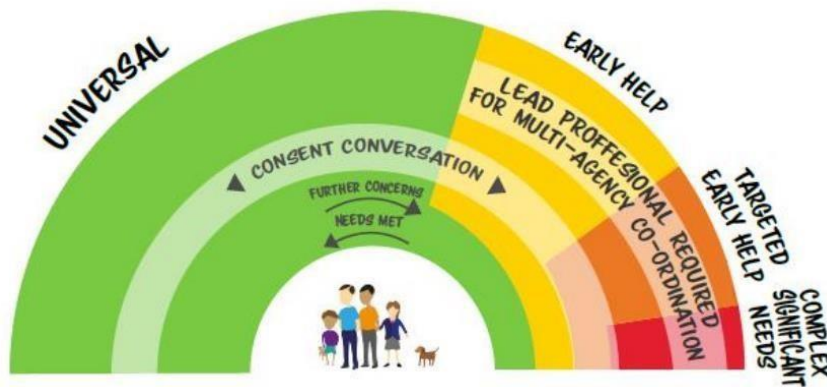 UNIVERSAL
EARLY HELP
LEAD PROFFESIONAL REQUIRED
FOR MULTI-AGENCY CO-ORDINATION
CONSENT CONVERSATION
FURTHER CONCERNS
NEEDS MET
TARGETED
EARLY HELP
COMPLEX
SIGNIFICANT
NEEDS